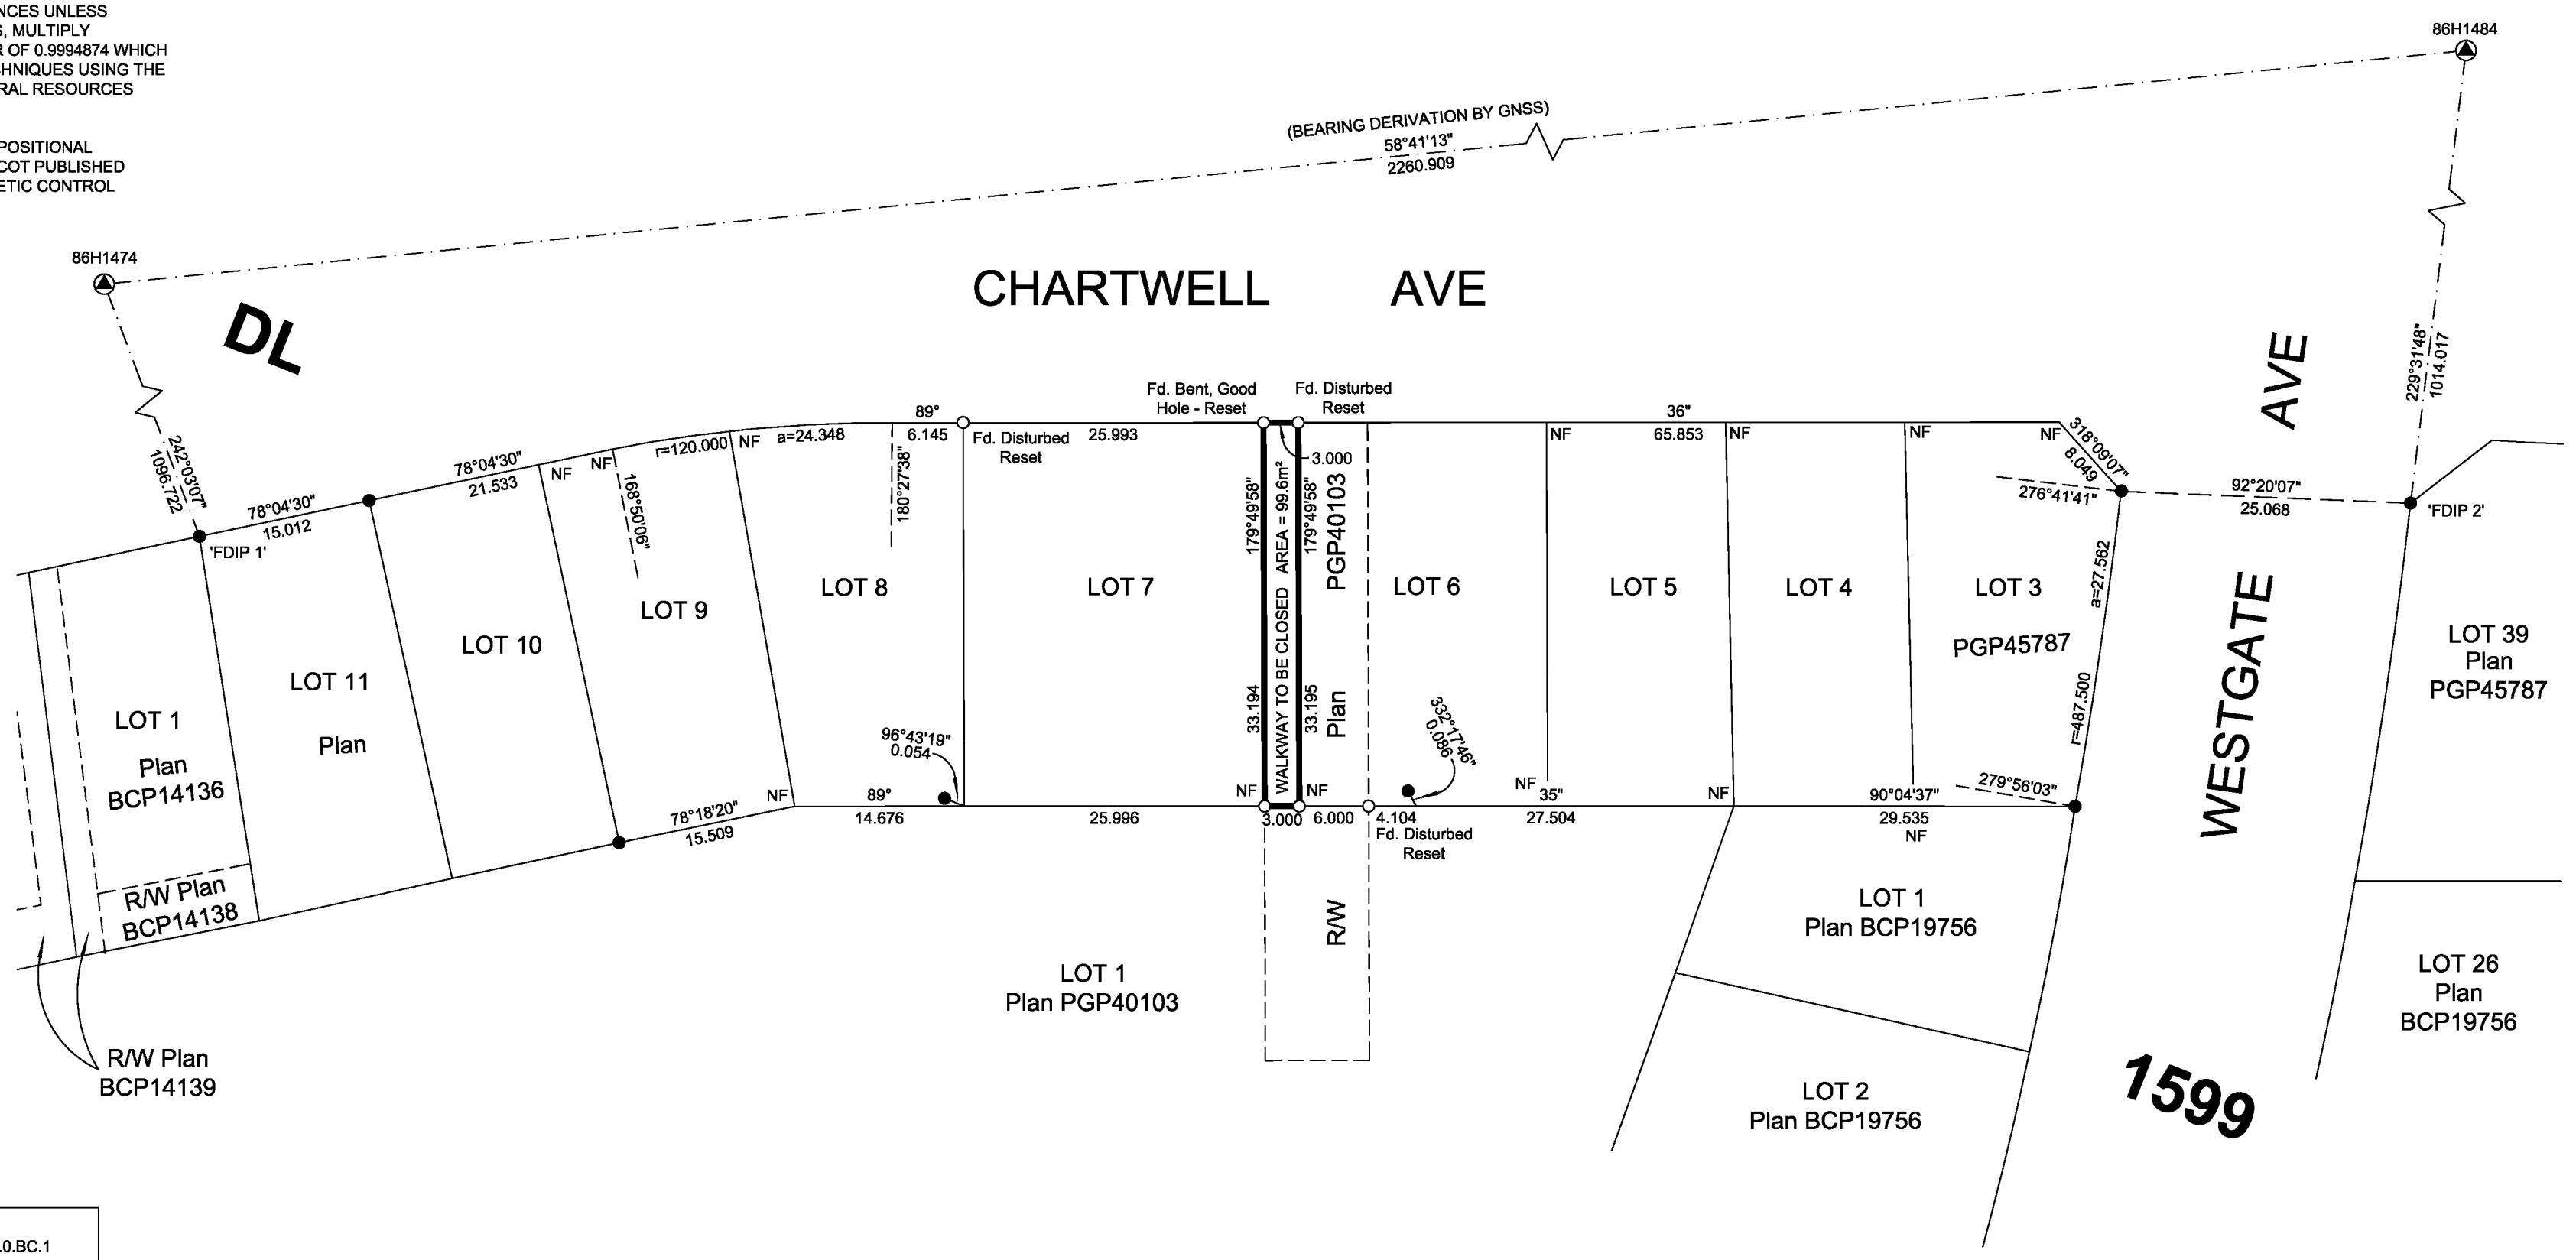 NCES UNLESS
S, MULTIPLY
R OF 0.9994874 WHICH
CHNIQUES USING THE
RAL RESOURCES
POSITIONAL
COT PUBLISHED
ETIC CONTROL
86H1484
(BEARING DERIVATION BY GNSS)
58°41'13"
2260.909
86H1474
CHARTWELL AVE
DL
242°03'07"
1096.722
229°31'48"
1014.017
WESTGATE AVE
Fd. Bent, Good
Hole - Reset
Fd. Disturbed
Reset
89°
36"
6.145
Fd. Disturbed
Reset
25.993
3.000
65.853
NF
NF
NF
NF
318°09'07"
8.049
276°41'41"
92°20'07"
25.068
'FDIP 2'
78°04'30"
15.012
'FDIP 1'
78°04'30"
21.533
NF
NF
r=120.000
NF
a=24.348
168°50'06"
180°27'38"
179°49'58"
33.194
WALKWAY TO BE CLOSED AREA = 99.6m²
179°49'58"
33.195
Plan PGP40103
LOT 8
LOT 7
LOT 6
LOT 5
LOT 4
LOT 3
PGP45787
a=27.562
r=487.500
LOT 9
LOT 10
LOT 11
Plan
LOT 1
Plan
BCP14136
LOT 39
Plan
PGP45787
96°43'19"
0.054
332°17'46"
0.086
279°56'03"
NF
89°
NF
NF
NF
35"
NF
90°04'37"
78°18'20"
15.509
14.676
25.996
3.000
6.000
4.104
27.504
29.535
NF
Fd. Disturbed
Reset
R/W Plan
BCP14138
R/W
LOT 1
Plan PGP40103
LOT 1
Plan BCP19756
LOT 26
Plan
BCP19756
R/W Plan
BCP14139
LOT 2
Plan BCP19756
1599
.0.BC.1